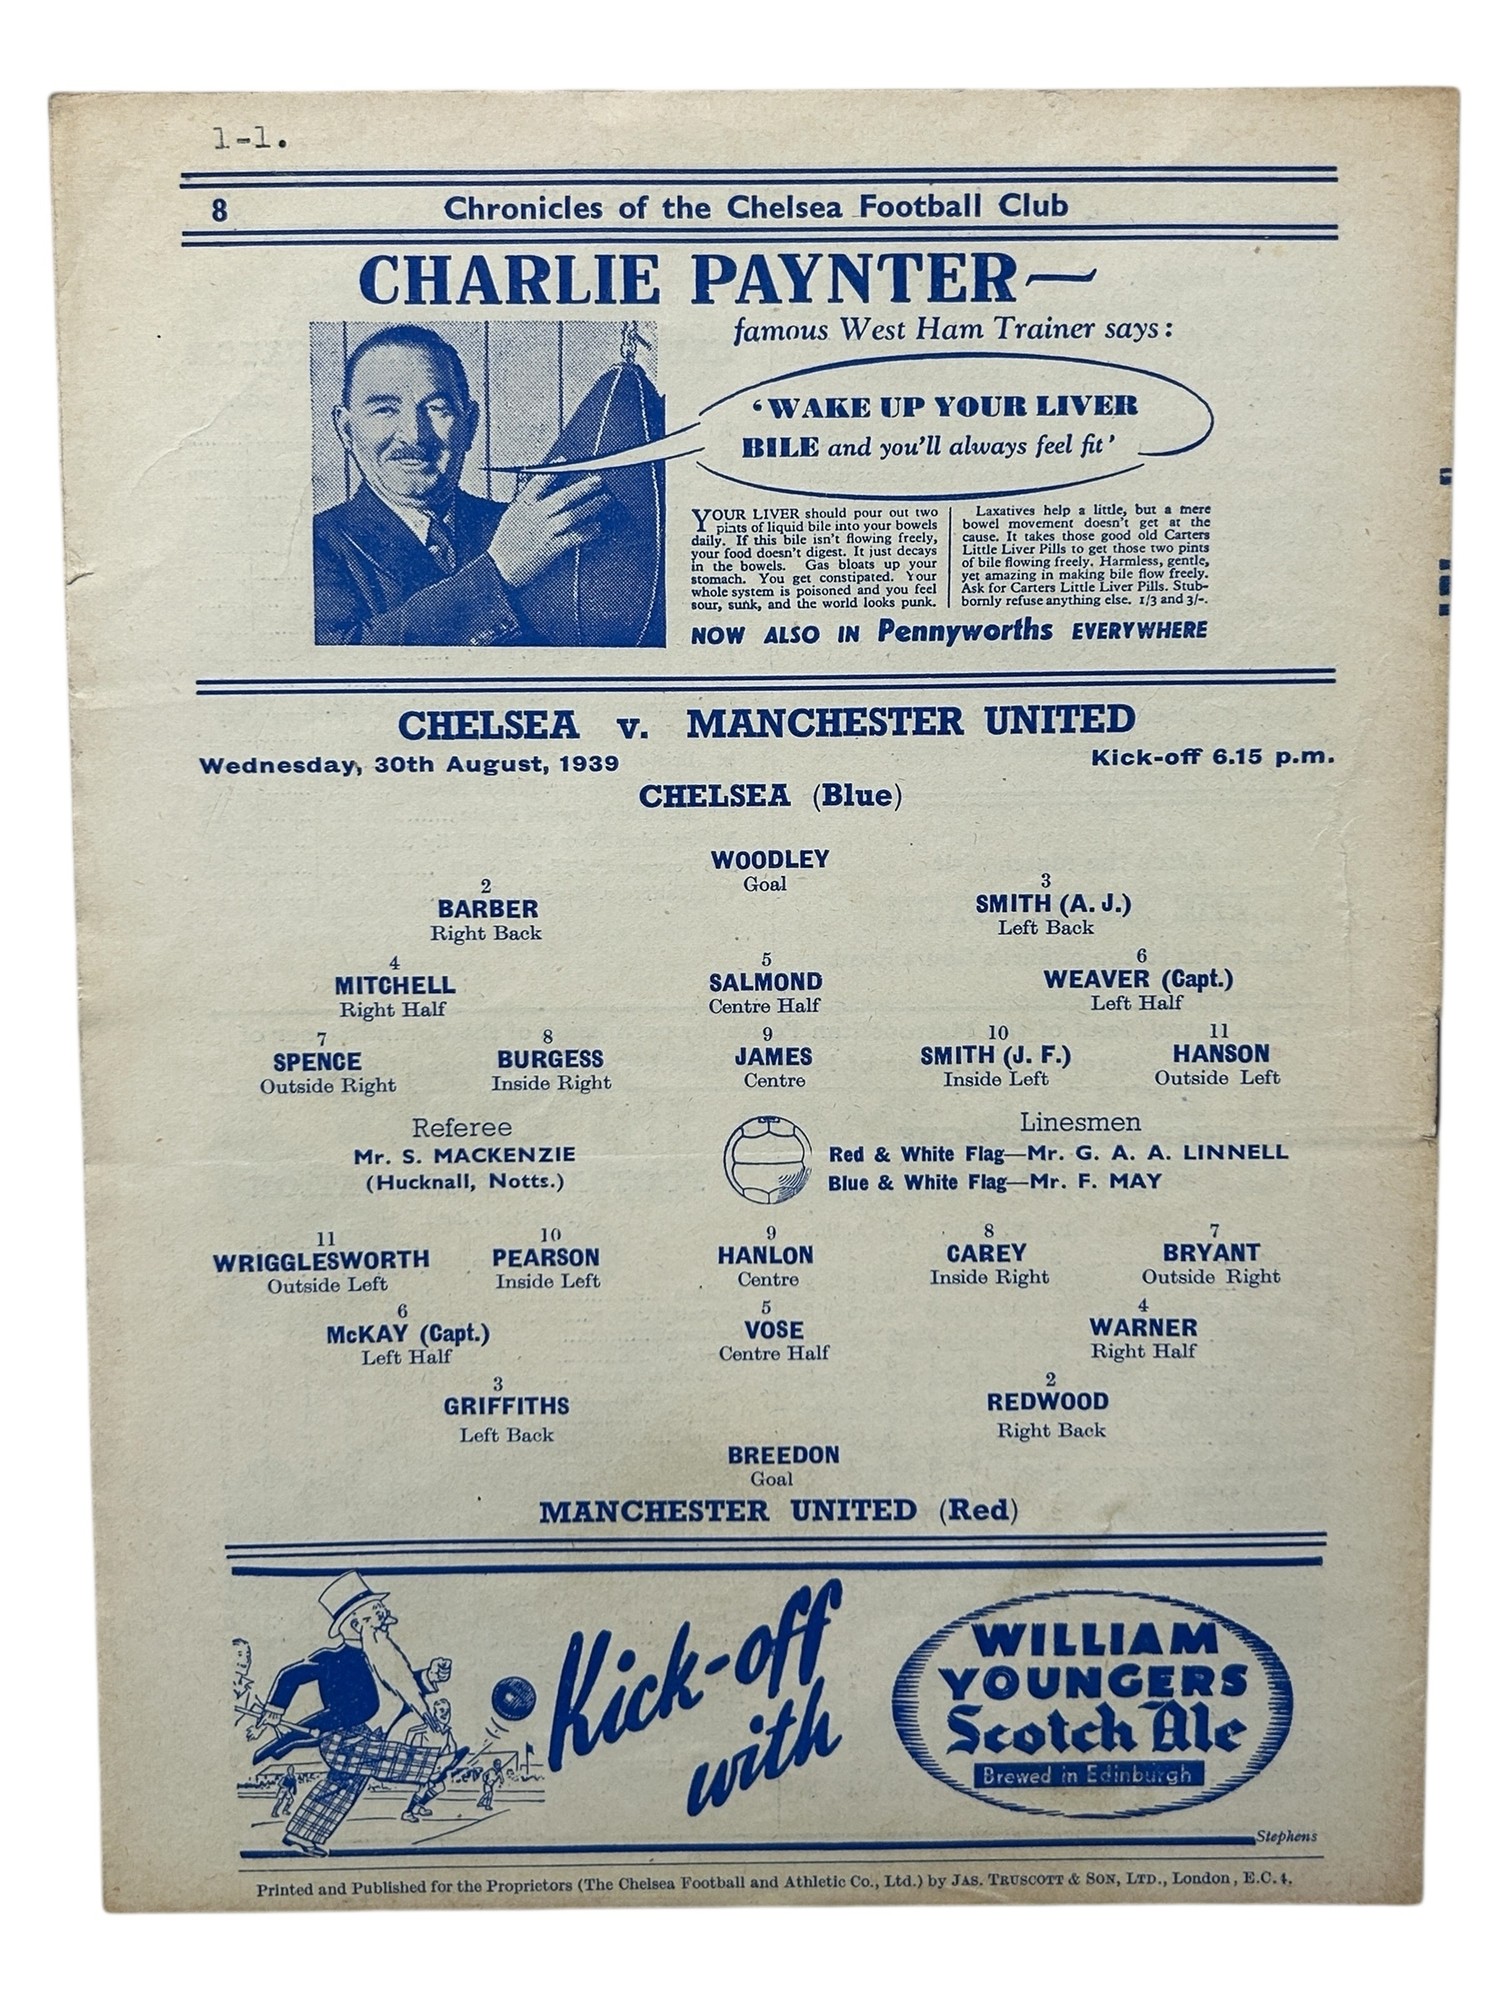 1-1.
8 Chronicles of the Chelsea Football Club
CHARLIE PAYNTER—
famous West Ham Trainer says:
‘WAKE UP YOUR LIVER
BILE and you’ll always feel fit’
YOUR LIVER should pour out two
pints of liquid bile into your bowels
daily. If this bile isn’t flowing freely,
your food doesn’t digest. It just decays
in the bowels. Gas bloats up your
stomach. You get constipated. Your
whole system is poisoned and you feel
sour, sunk, and the world looks punk.
Laxatives help a little, but a mere
bowel movement doesn’t get at the
cause. It takes those good old Carters
Little Liver Pills to get those two pints
of bile flowing freely. Harmless, gentle,
yet amazing in making bile flow freely.
Ask for Carters Little Liver Pills. Stub-
bornly refuse anything else. 1/3 and 3/-.
NOW ALSO IN Pennyworths EVERYWHERE
CHELSEA v. MANCHESTER UNITED
Wednesday, 30th August, 1939 Kick-off 6.15 p.m.
CHELSEA (Blue)
WOODLEY
Goal
2 3
BARBER SMITH (A. J.)
Right Back Left Back
4 5 6
MITCHELL SALMOND WEAVER (Capt.)
Right Half Centre Half Left Half
7 8 9 10 11
SPENCE BURGESS JAMES SMITH (J. F.) HANSON
Outside Right Inside Right Centre Inside Left Outside Left
Referee Linesmen
Mr. S. MACKENZIE Red & White Flag—Mr. G. A. A. LINNELL
(Hucknall, Notts.) Blue & White Flag—Mr. F. MAY
11 10 9 8 7
WRIGGLESWORTH PEARSON HANLON CAREY BRYANT
Outside Left Inside Left Centre Inside Right Outside Right
6 5 4
McKAY (Capt.) VOSE WARNER
Left Half Centre Half Right Half
3 2
GRIFFITHS REDWOOD
Left Back Right Back
BREEDON
Goal
MANCHESTER UNITED (Red)
Kick-off
with
WILLIAM
YOUNGERS
Scotch Ale
Brewed in Edinburgh
Stephens
Printed and Published for the Proprietors (The Chelsea Football and Athletic Co., Ltd.) by JAS. TRUSCOTT & SON, LTD., London, E.C.4.